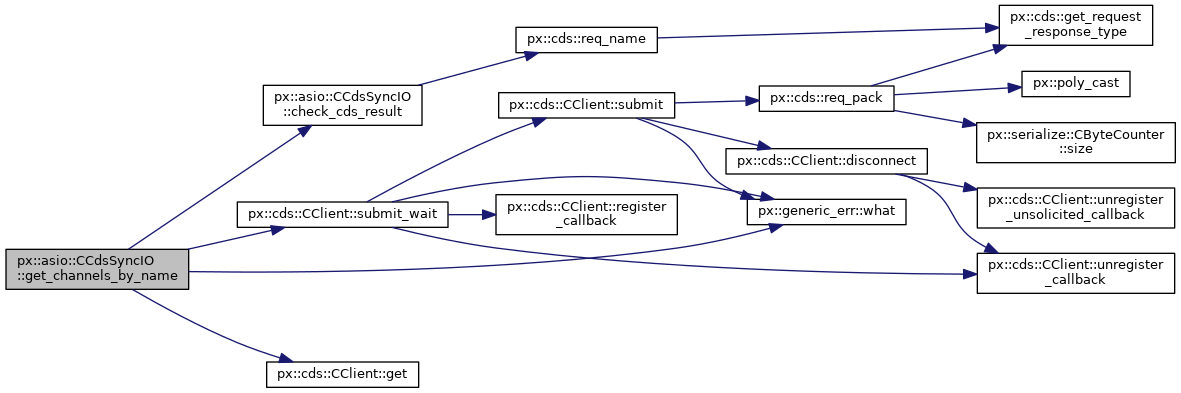 px::asio::CCdsSyncIO
::get_channels_by_name
px::asio::CCdsSyncIO
::check_cds_result
px::cds::req_name
px::cds::get_request
_response_type
px::cds::CClient::submit_wait
px::cds::CClient::submit
px::cds::req_pack
px::poly_cast
px::serialize::CByteCounter
::size
px::cds::CClient::disconnect
px::cds::CClient::unregister
_unsolicited_callback
px::cds::CClient::register
_callback
px::generic_err::what
px::cds::CClient::unregister
_callback
px::cds::CClient::get